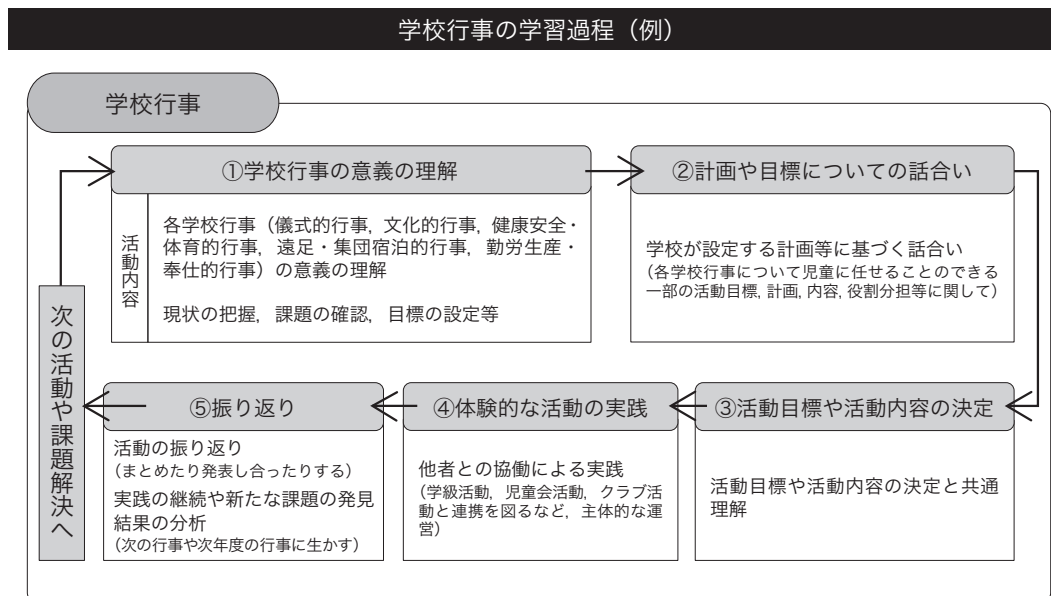 学校行事の学習過程（例）
学校行事
①学校行事の意義の理解
活動内容
各学校行事（儀式的行事，文化的行事，健康安全・
体育的行事，遠足・集団宿泊的行事，勤労生産・
奉仕的行事）の意義の理解
現状の把握，課題の確認，目標の設定等
②計画や目標についての話合い
学校が設定する計画等に基づく話合い
（各学校行事について児童に任せることのできる
一部の活動目標，計画，内容，役割分担等に関して）
③活動目標や活動内容の決定
活動目標や活動内容の決定と共通
理解
④体験的な活動の実践
他者との協働による実践
（学級活動，児童会活動，クラブ活
動と連携を図るなど，主体的な運
営）
⑤振り返り
活動の振り返り
（まとめたり発表し合ったりする）
実践の継続や新たな課題の発見
結果の分析
（次の行事や次年度の行事に生かす）
次の活動や課題解決へ